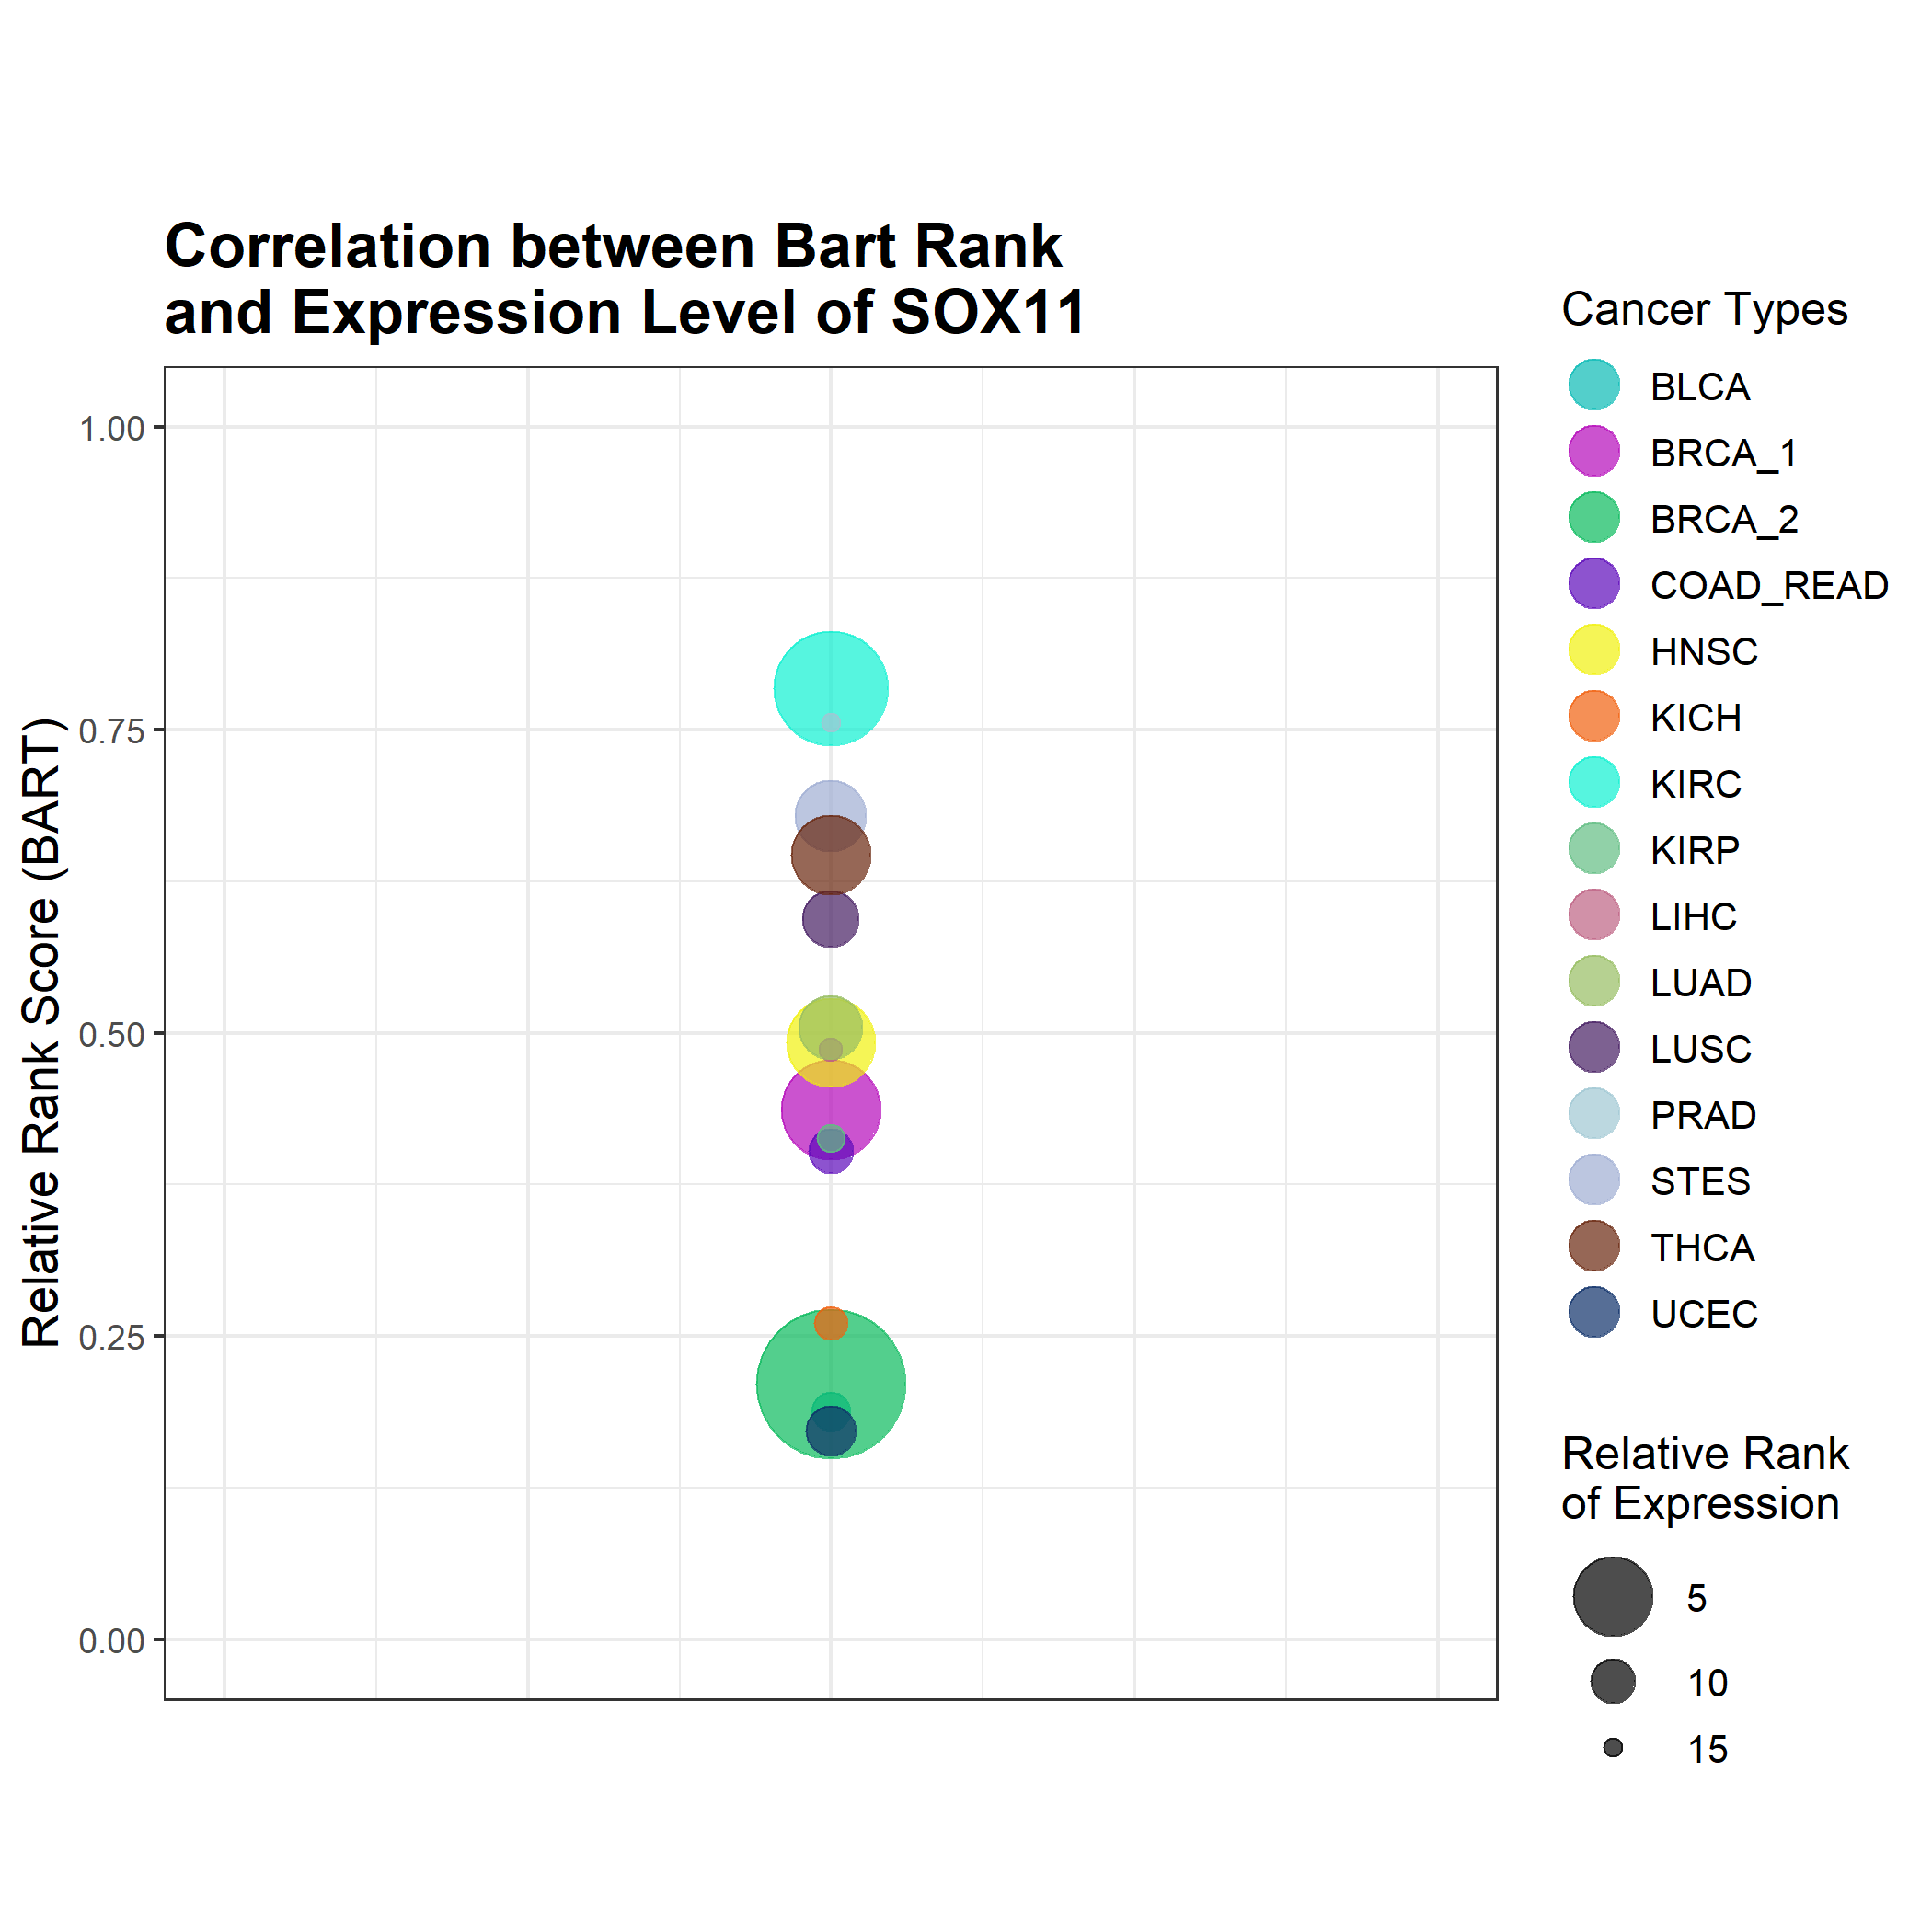 Correlation between Bart Rank
and Expression Level of SOX11
Relative Rank Score (BART)
1.00
0.75
0.50
0.25
0.00
Cancer Types
BLCA
BRCA_1
BRCA_2
COAD_READ
HNSC
KICH
KIRC
KIRP
LIHC
LUAD
LUSC
PRAD
STES
THCA
UCEC
Relative Rank
of Expression
5
10
15